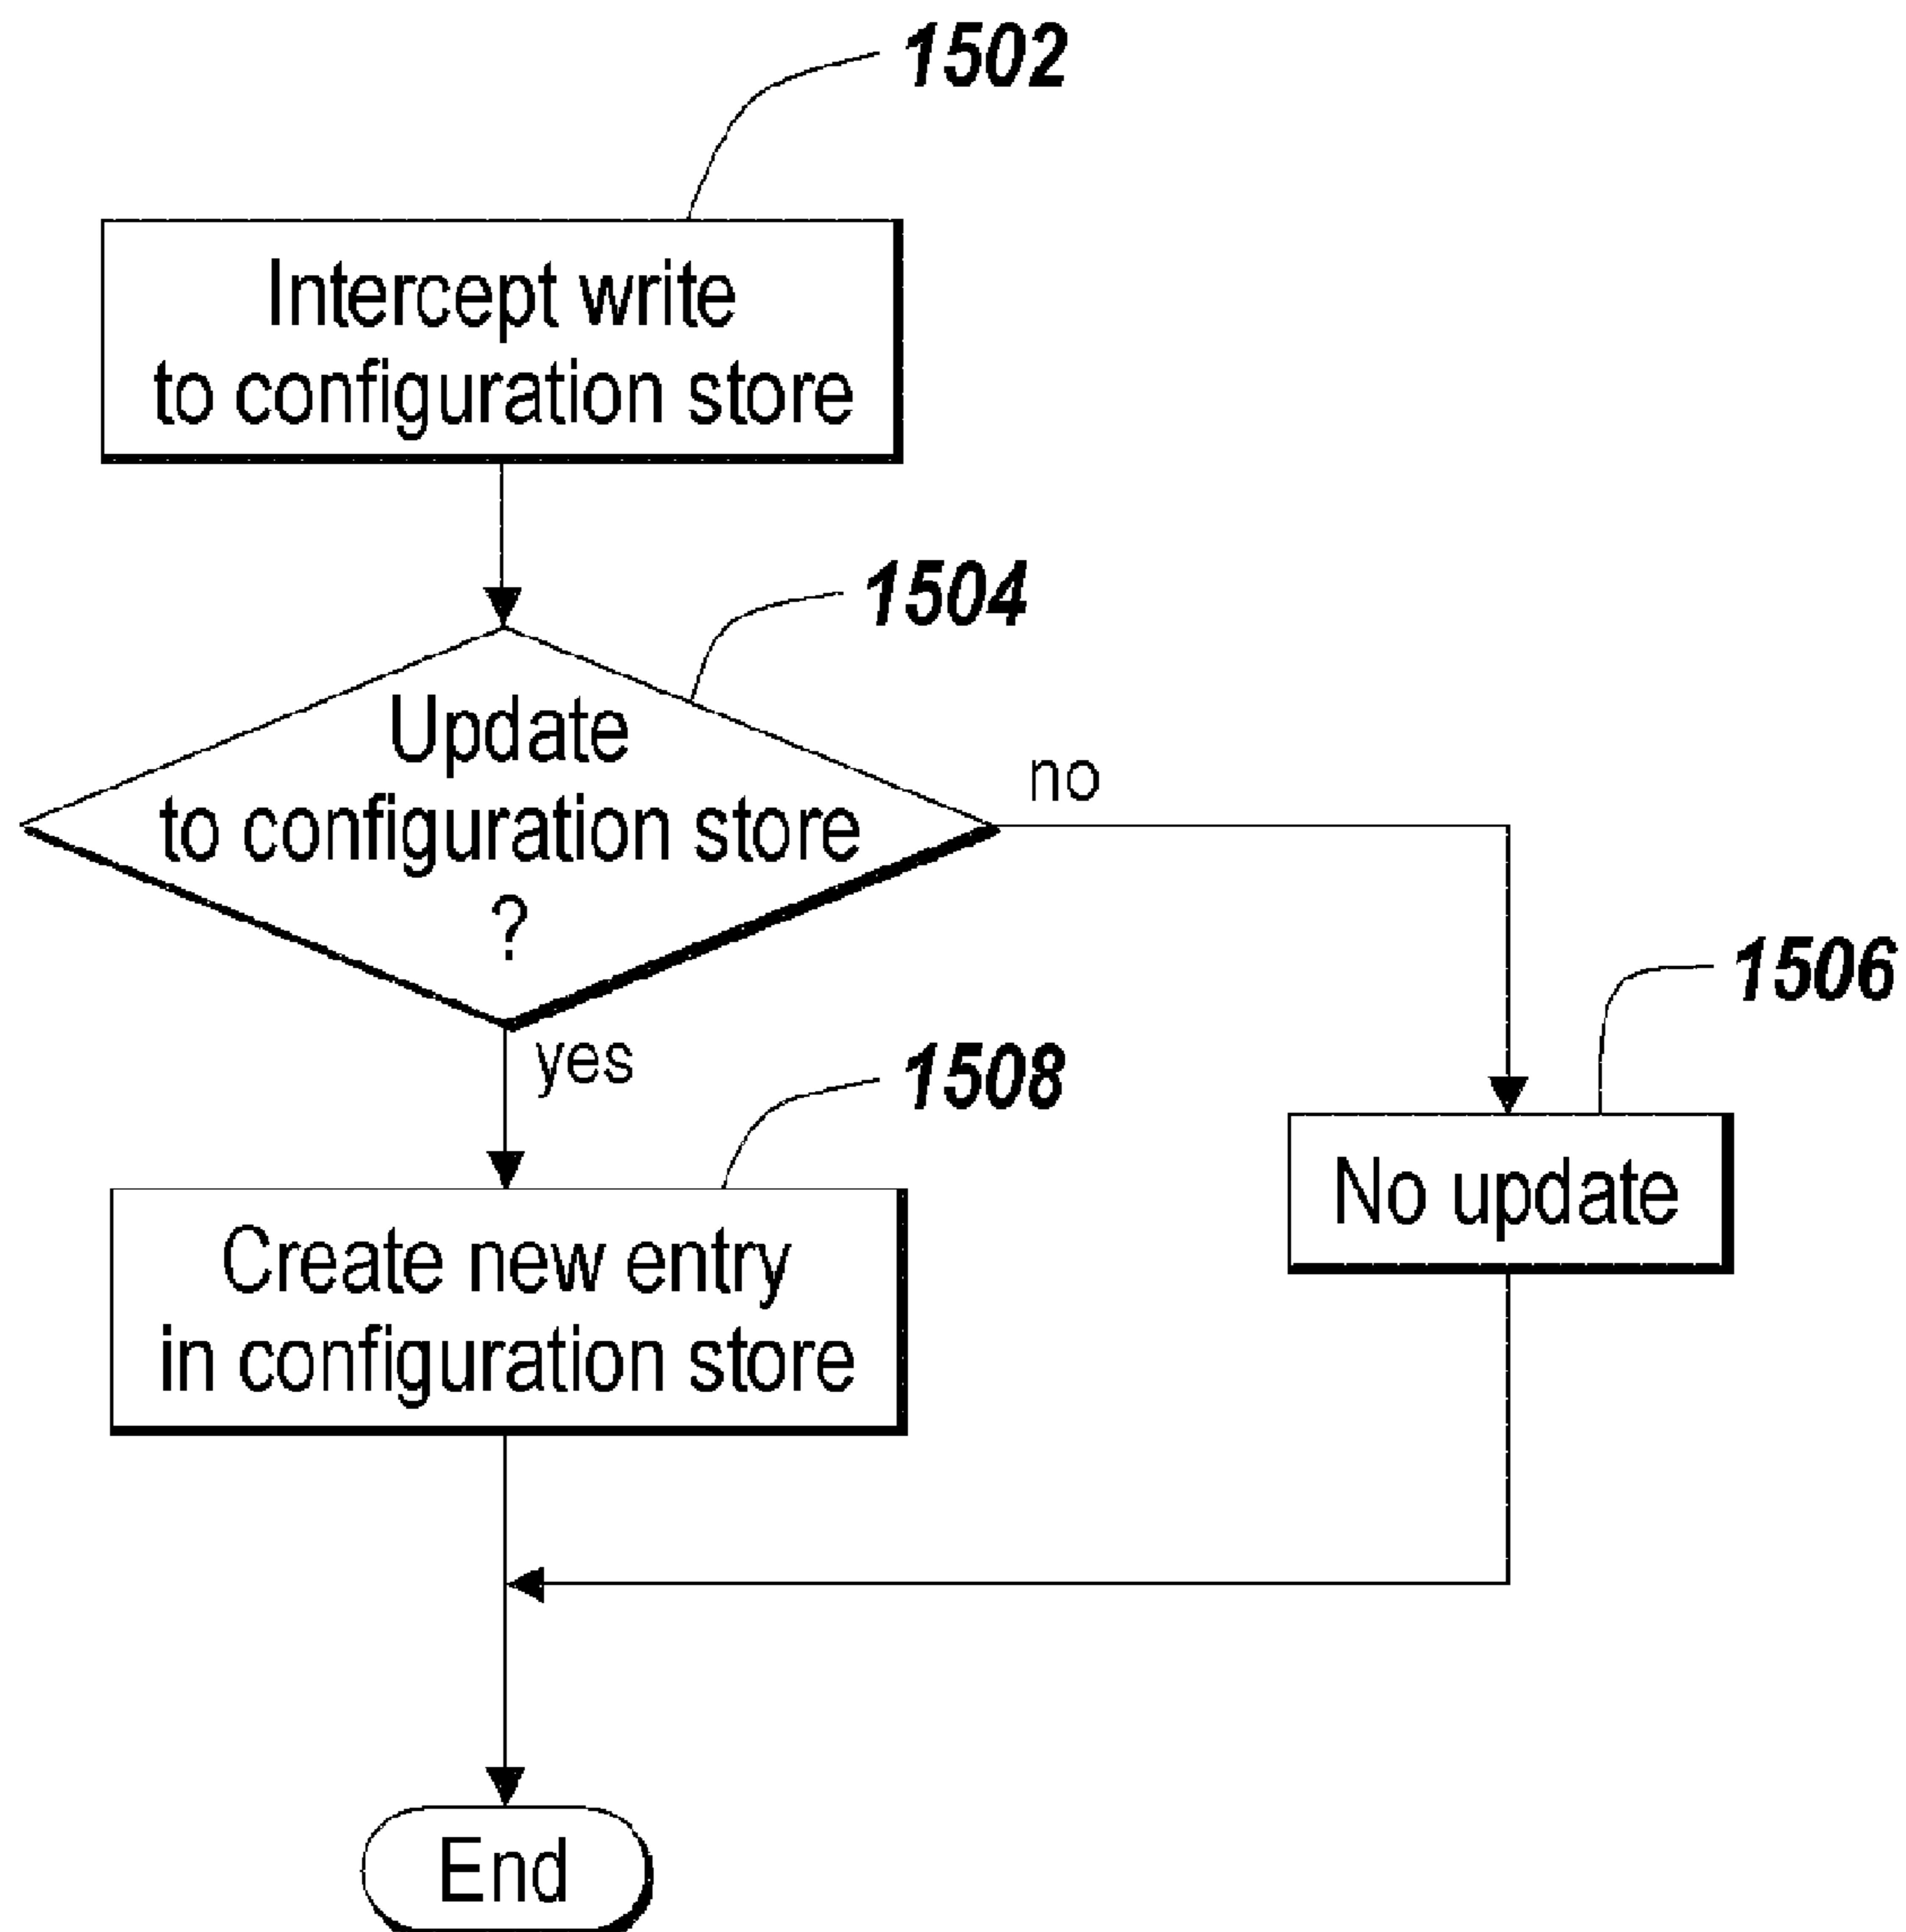 1502
Intercept write
to configuration store
1504
Update
to configuration store
?
no
yes
1506
1508
No update
Create new entry
in configuration store
End